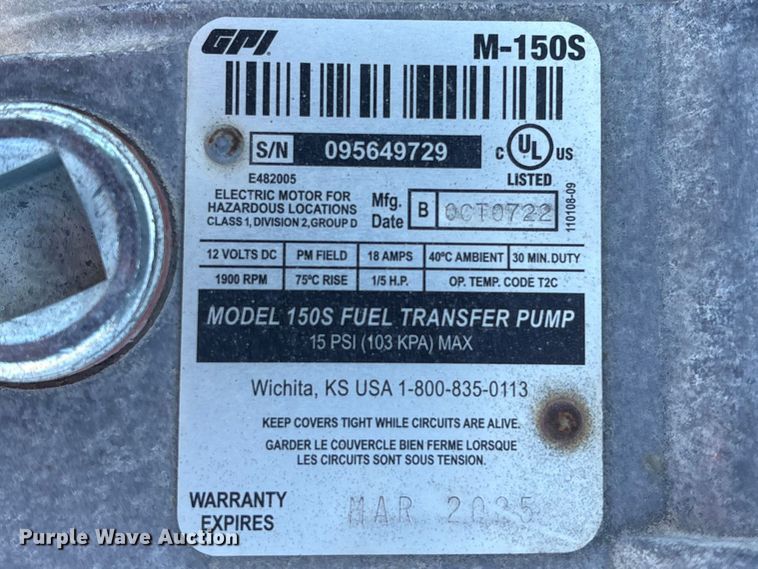 GPI. M-150S
S/N 095649729
C UL US
LISTED
E482005
ELECTRIC MOTOR FOR
HAZARDOUS LOCATIONS
CLASS 1, DIVISION 2, GROUP D
Mfg.
Date B OCT0722
110108-09
12 VOLTS DC PM FIELD 18 AMPS 40°C AMBIENT 30 MIN. DUTY
1900 RPM 75°C RISE 1/5 H.P. OP. TEMP. CODE T2C
MODEL 150S FUEL TRANSFER PUMP
15 PSI (103 KPA) MAX
Wichita, KS USA 1-800-835-0113
KEEP COVERS TIGHT WHILE CIRCUITS ARE ALIVE.
GARDER LE COUVERCLE BIEN FERME LORSQUE
LES CIRCUITS SONT SOUS TENSION.
WARRANTY
EXPIRES MAR 2025
Purple Wave Auction